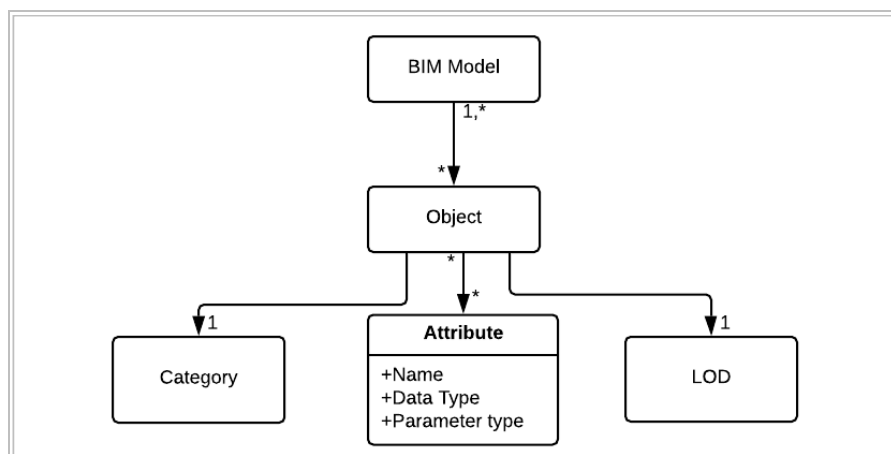 BIM Model
1,*
*
Object
*
*
1
1
Attribute
Category
+Name
+Data Type
+Parameter type
LOD